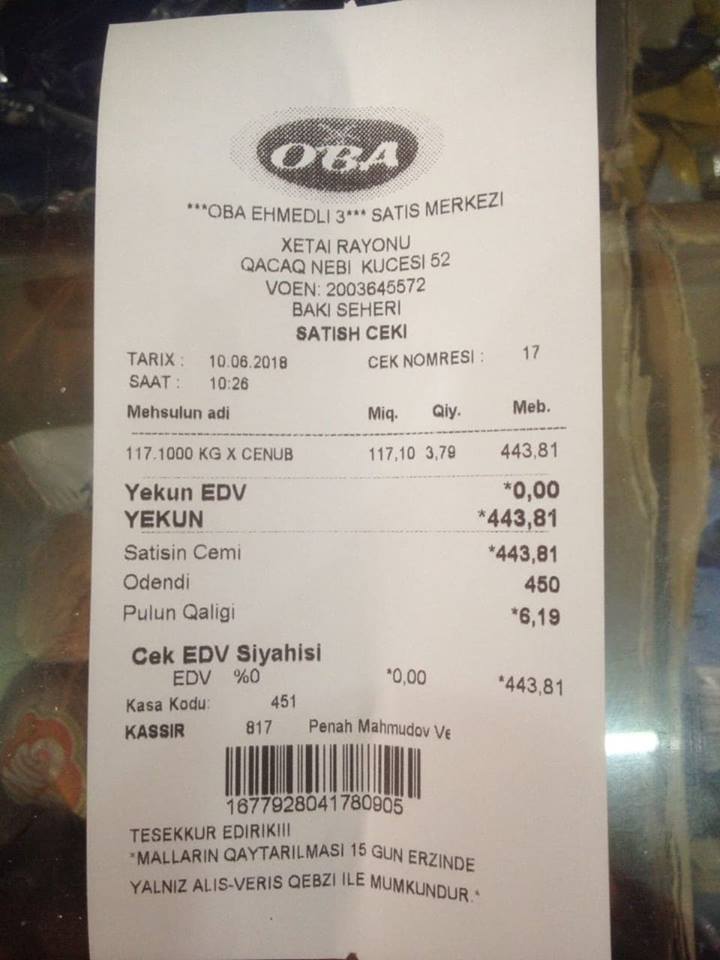 OBA
***OBA EHMEDLI 3*** SATIS MERKEZI
XETAI RAYONU
QACAQ NEBI KUCESI 52
VOEN: 2003645572
BAKI SEHERI
SATISH CEKI
TARIX : 10.06.2018 CEK NOMRESI : 17
SAAT : 10:26
Mehsulun adi Miq. Qiy. Meb.
117.1000 KG X CENUB 117,10 3,79 443,81
Yekun EDV *0,00
YEKUN *443,81
Satisin Cemi *443,81
Odendi 450
Pulun Qaligi *6,19
Cek EDV Siyahisi
EDV %0 *0,00 *443,81
Kasa Kodu: 451
KASSIR 817 Penah Mahmudov Ve
1677928041780905
TESEKKUR EDIRIKIII
*MALLARIN QAYTARILMASI 15 GUN ERZINDE
YALNIZ ALIS-VERIS QEBZI ILE MUMKUNDUR.*